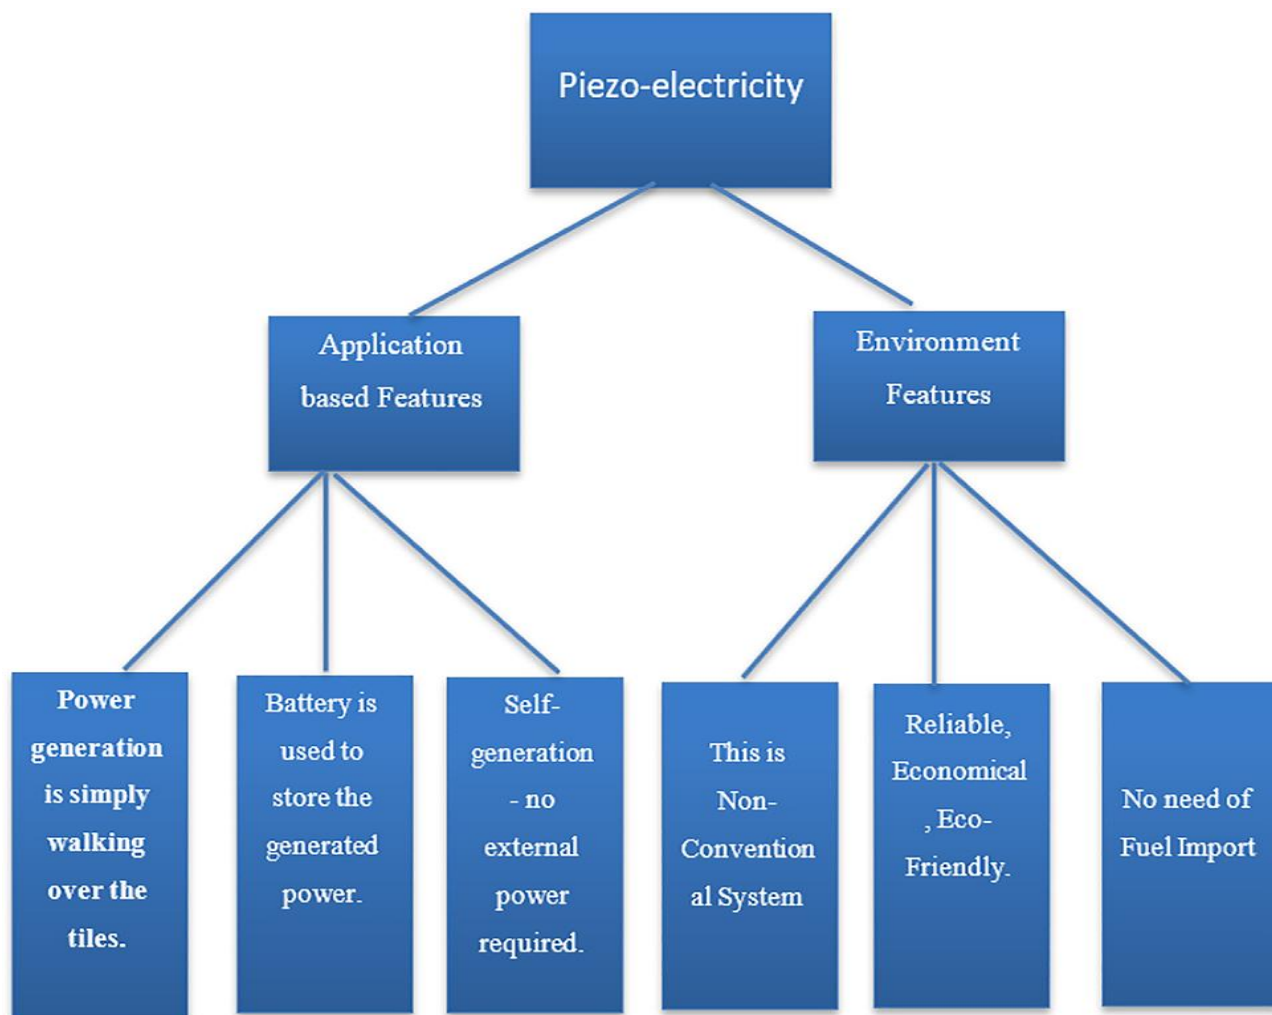 Piezo-electricity
Application
based Features
Environment
Features
Power
generation
is simply
walking
over the
tiles.
Battery is
used to
store the
generated
power.
Self-
generation
- no
external
power
required.
This is
Non-
Convention
al System
Reliable,
Economical
, Eco-
Friendly.
No need of
Fuel Import